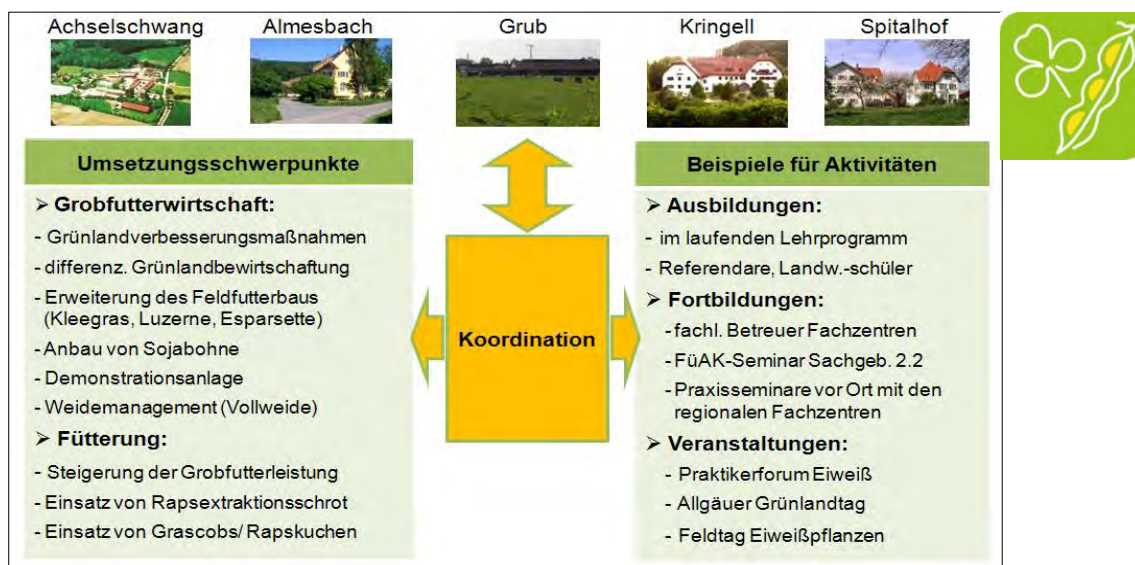 Achselschwang
Almesbach
Grub
Kringell
Spitalhof
Umsetzungsschwerpunkte
➢ Grobfutterwirtschaft:
- Grünlandverbesserungsmaßnahmen
- differenz. Grünlandbewirtschaftung
- Erweiterung des Feldfutterbaus
(Kleegras, Luzerne, Esparsette)
- Anbau von Sojabohne
- Demonstrationsanlage
- Weidemanagement (Vollweide)
➢ Fütterung:
- Steigerung der Grobfutterleistung
- Einsatz von Rapsextraktionsschrot
- Einsatz von Grascobs/ Rapskuchen
Koordination
Beispiele für Aktivitäten
➢ Ausbildungen:
- im laufenden Lehrprogramm
- Referendare, Landw.-schüler
➢ Fortbildungen:
- fachl. Betreuer Fachzentren
- FüAK-Seminar Sachgeb. 2.2
- Praxisseminare vor Ort mit den
regionalen Fachzentren
➢ Veranstaltungen:
- Praktikerforum Eiweiß
- Allgäuer Grünlandtag
- Feldtag Eiweißpflanzen